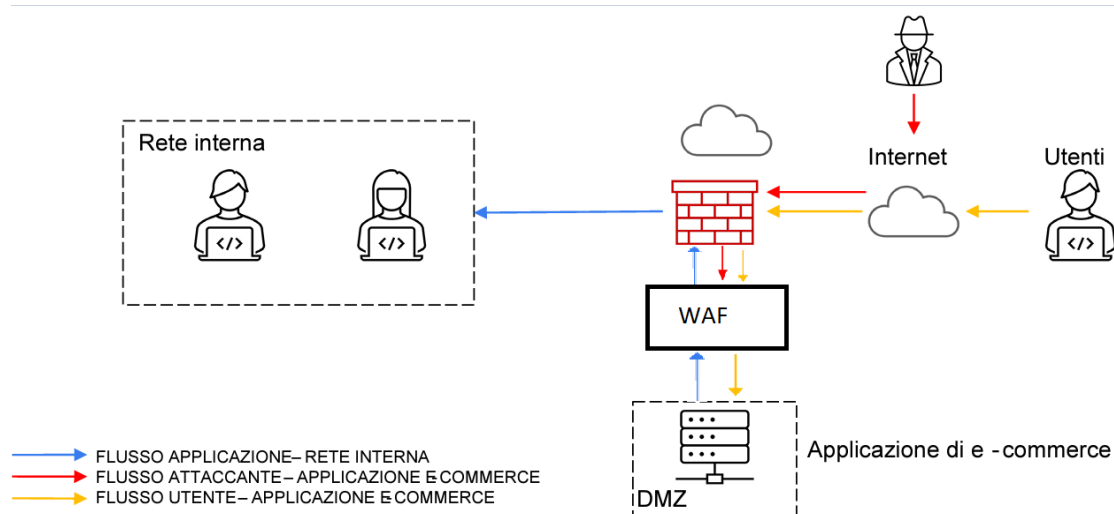 Rete interna
</>
</>
Internet
Utenti
</>
WAF
Applicazione di e -commerce
DMZ
FLUSSO APPLICAZIONE– RETE INTERNA
FLUSSO ATTACCANTE – APPLICAZIONE E-COMMERCE
FLUSSO UTENTE– APPLICAZIONE E-COMMERCE